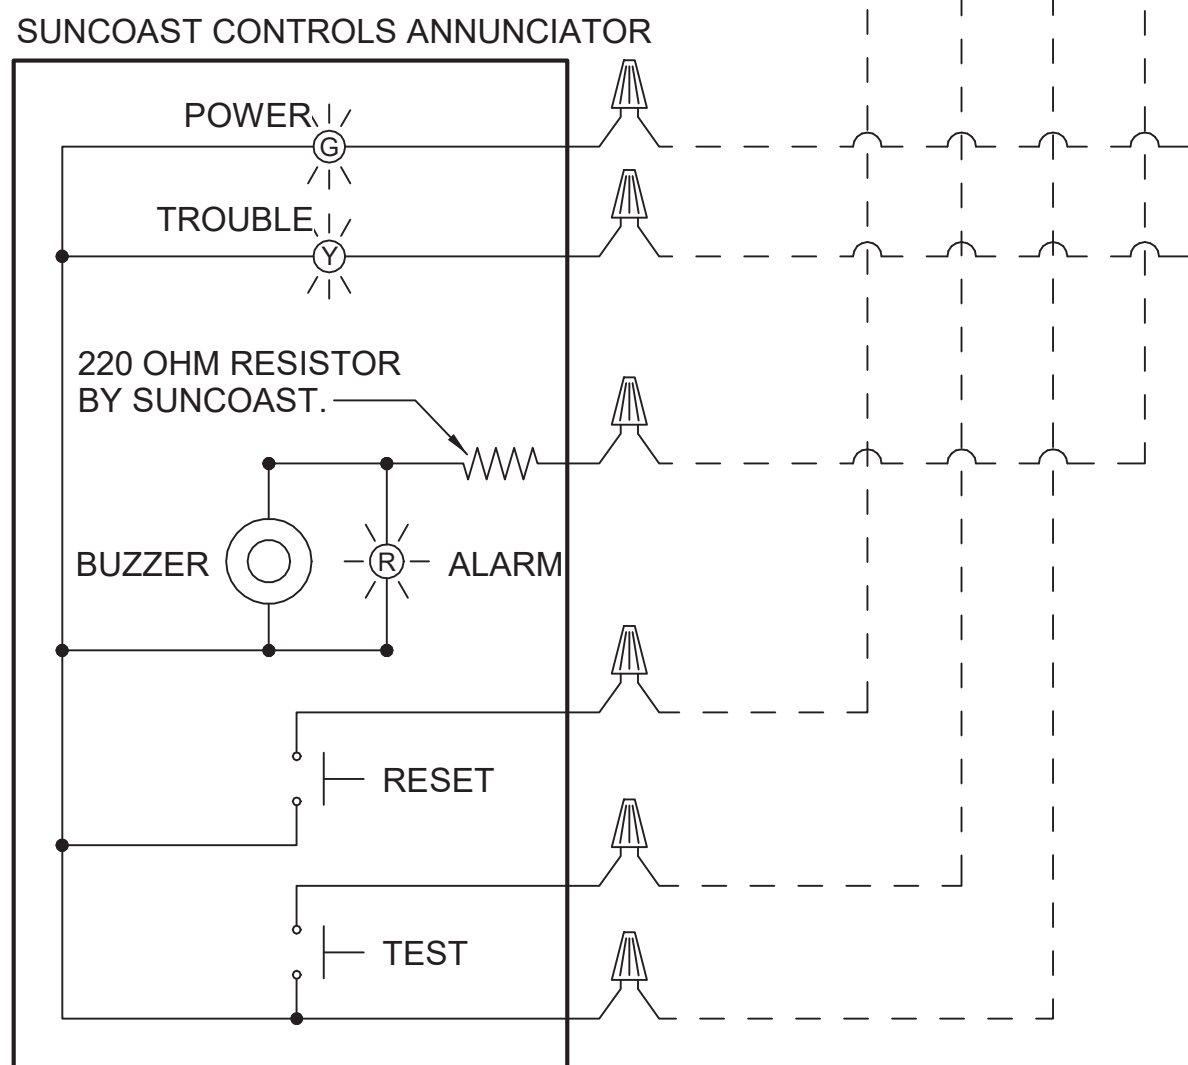 SUNCOAST CONTROLS ANNUNCIATOR
POWER
G
TROUBLE
Y
220 OHM RESISTOR
BY SUNCOAST.
BUZZER
R
ALARM
RESET
TEST